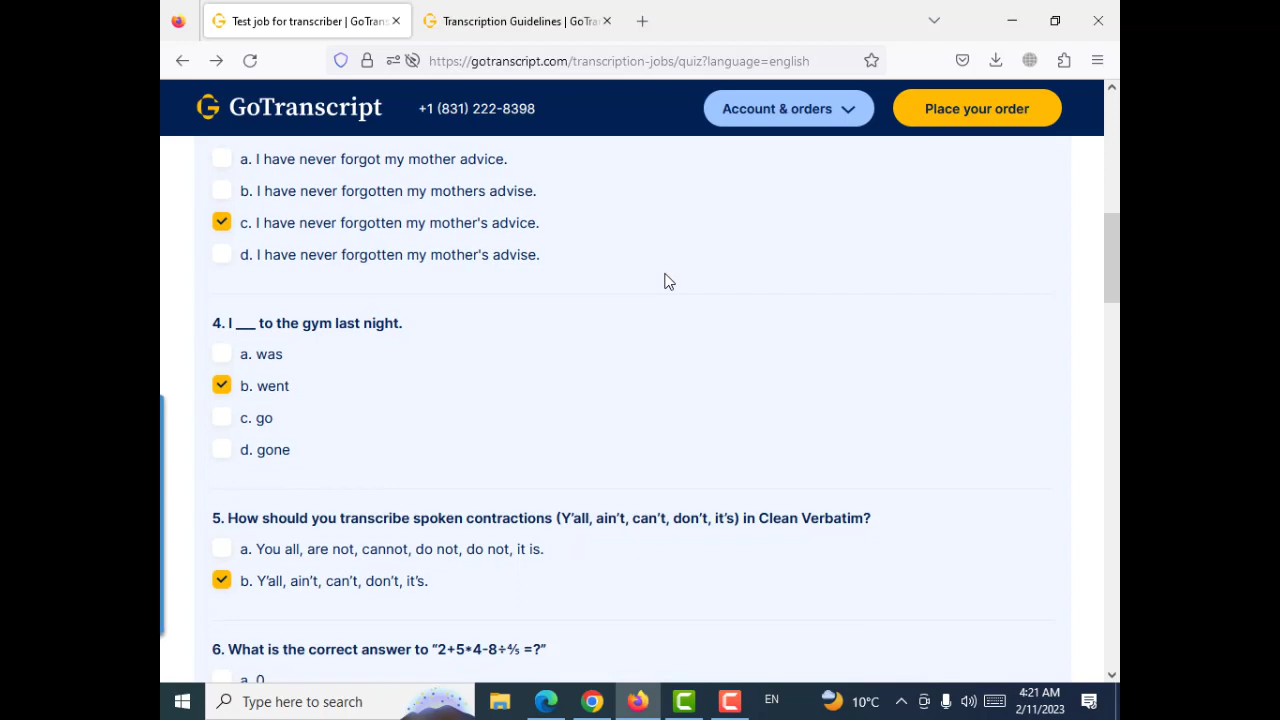 Test job for transcriber | GoTrans
Transcription Guidelines | GoTra
https://gotranscript.com/transcription-jobs/quiz?language=english
GoTranscript
+1 (831) 222-8398
Account & orders
Place your order
a. I have never forgot my mother advice.
b. I have never forgotten my mothers advise.
c. I have never forgotten my mother's advice.
d. I have never forgotten my mother's advise.
4. I ___ to the gym last night.
a. was
b. went
c. go
d. gone
5. How should you transcribe spoken contractions (Y’all, ain’t, can’t, don’t, it’s) in Clean Verbatim?
a. You all, are not, cannot, do not, do not, it is.
b. Y’all, ain’t, can’t, don’t, it’s.
6. What is the correct answer to “2+5*4-8÷⅘ =?”
a. 0
Type here to search
10°C
EN
4:21 AM
2/11/2023